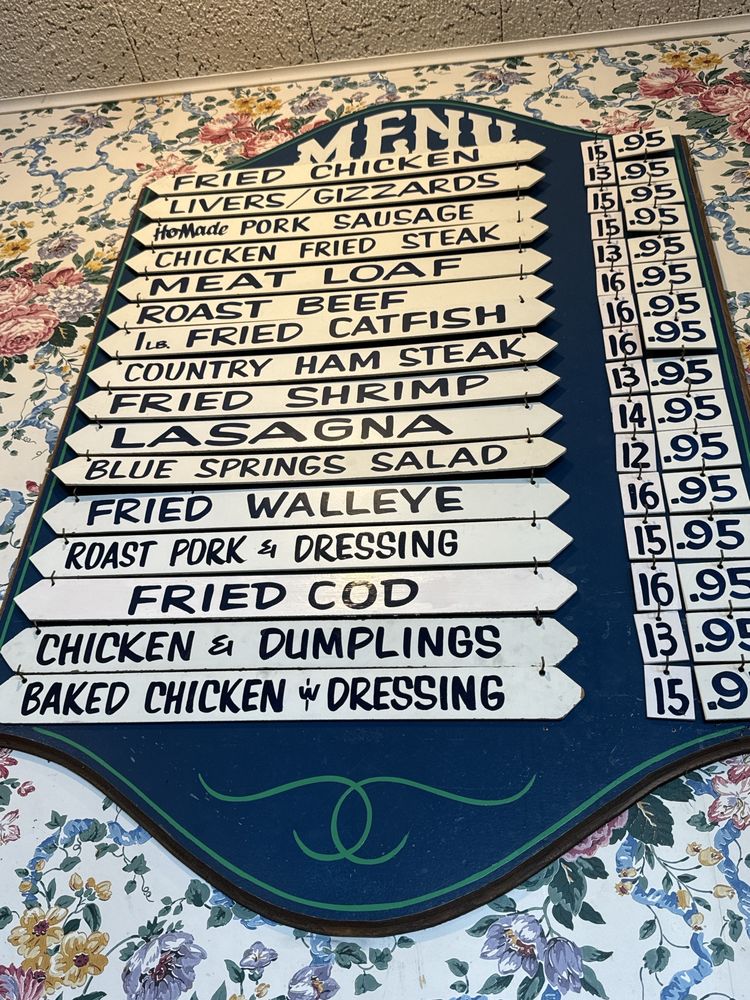 MENU
FRIED CHICKEN 15 .95
LIVERS/GIZZARDS 13 .95
HoMade PORK SAUSAGE 15 .95
CHICKEN FRIED STEAK 15 .95
MEAT LOAF 13 .95
ROAST BEEF 16 .95
1 LB. FRIED CATFISH 16 .95
COUNTRY HAM STEAK 16 .95
FRIED SHRIMP 13 .95
LASAGNA 14 .95
BLUE SPRINGS SALAD 12 .95
FRIED WALLEYE 16 .95
ROAST PORK & DRESSING 15 .95
FRIED COD 16 .95
CHICKEN & DUMPLINGS 13 .95
BAKED CHICKEN W DRESSING 15 .9